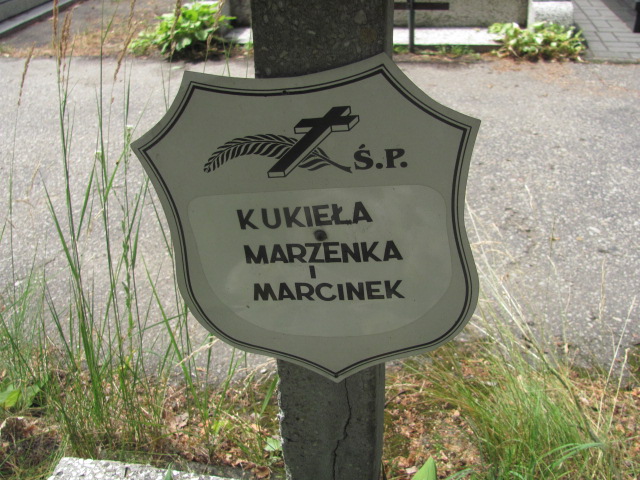 Ś.P.
KUKIEŁA
MARZENKA
I
MARCINEK